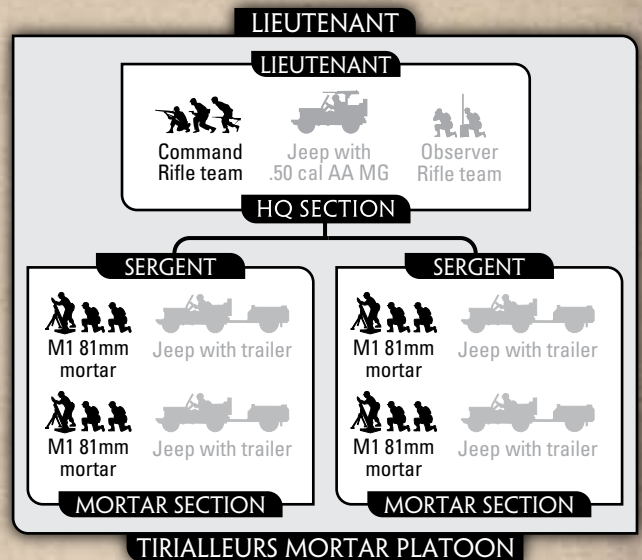 LIEUTENANT
LIEUTENANT
Command
Rifle team
Jeep with
.50 cal AA MG
Observer
Rifle team
HQ SECTION
SERGENT
M1 81mm
mortar
Jeep with trailer
M1 81mm
mortar
Jeep with trailer
MORTAR SECTION
SERGENT
M1 81mm
mortar
Jeep with trailer
M1 81mm
mortar
Jeep with trailer
MORTAR SECTION
TIRIALLEURS MORTAR PLATOON